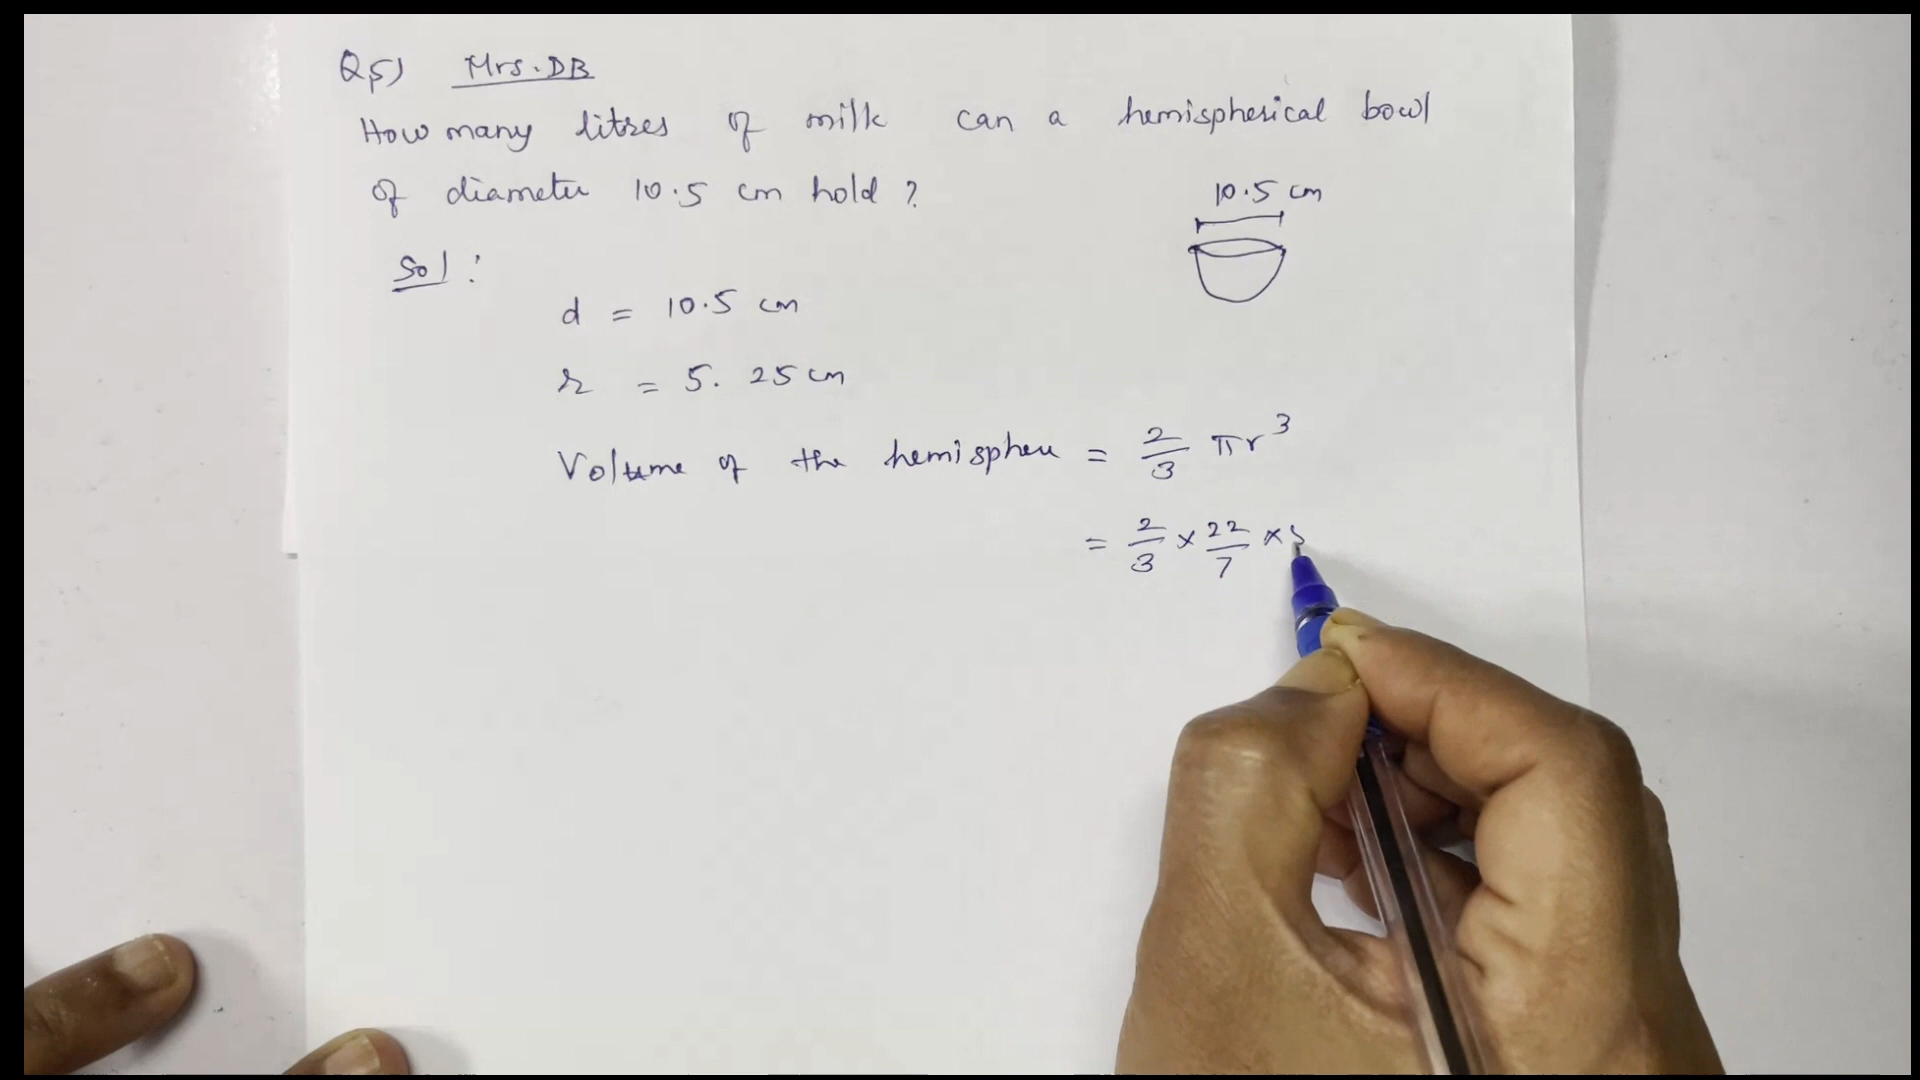 Q5) Mrs.DB
How many litres of milk can a hemispherical bowl
of diameter 10.5 cm hold ?
10.5 cm
Sol :
d = 10.5 cm
r = 5.25 cm
Volume of the hemisphere = 2/3 πr³
= 2/3 × 22/7 × 5